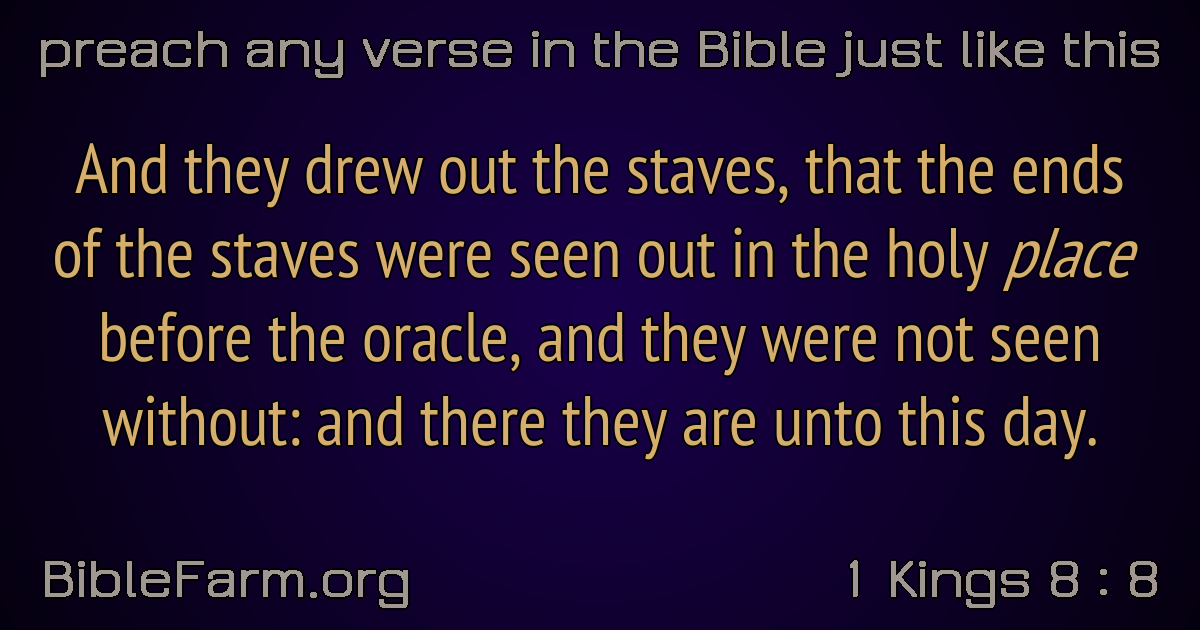 preach any verse in the Bible just like this
And they drew out the staves, that the ends
of the staves were seen out in the holy place
before the oracle, and they were not seen
without: and there they are unto this day.
BibleFarm.org
1 Kings 8 : 8